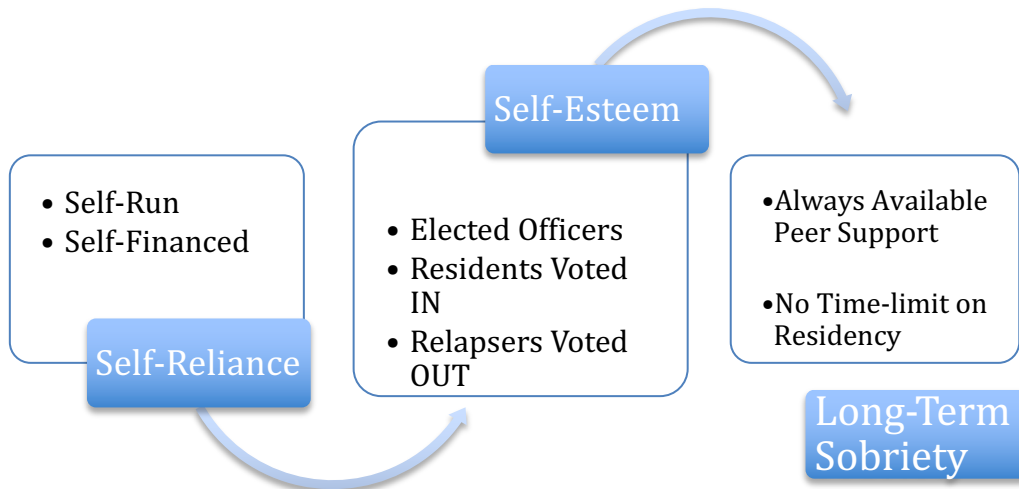 • Self-Run
• Self-Financed
Self-Reliance
Self-Esteem
• Elected Officers
• Residents Voted
IN
• Relapsers Voted
OUT
•Always Available
Peer Support
•No Time-limit on
Residency
Long-Term
Sobriety